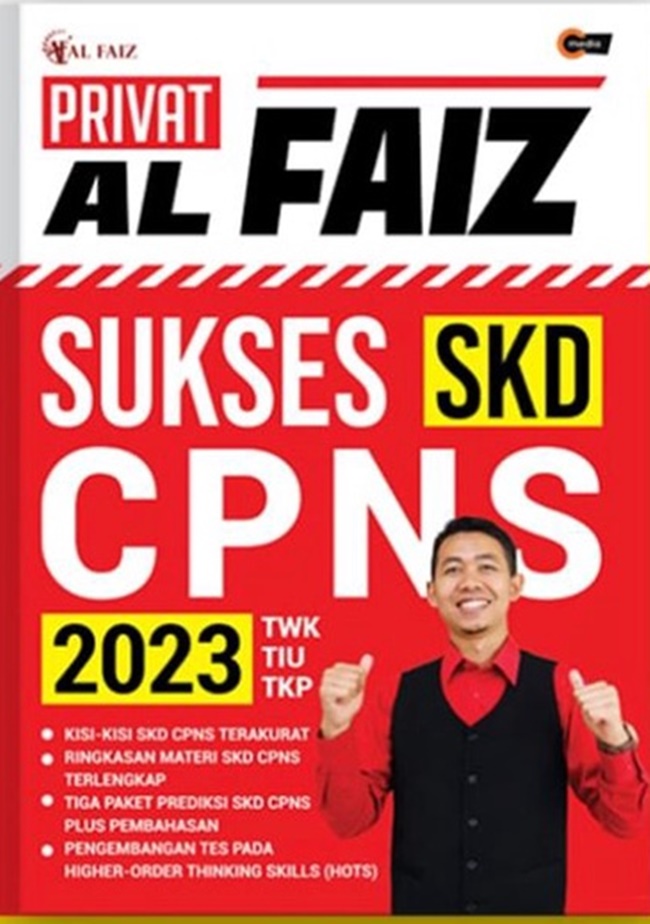 AL FAIZ
media
PRIVAT
AL FAIZ
SUKSES SKD
CPNS
2023
TWK
TIU
TKP
KISI-KISI SKD CPNS TERAKURAT
RINGKASAN MATERI SKD CPNS
TERLENGKAP
TIGA PAKET PREDIKSI SKD CPNS
PLUS PEMBAHASAN
PENGEMBANGAN TES PADA
HIGHER-ORDER THINKING SKILLS (HOTS)